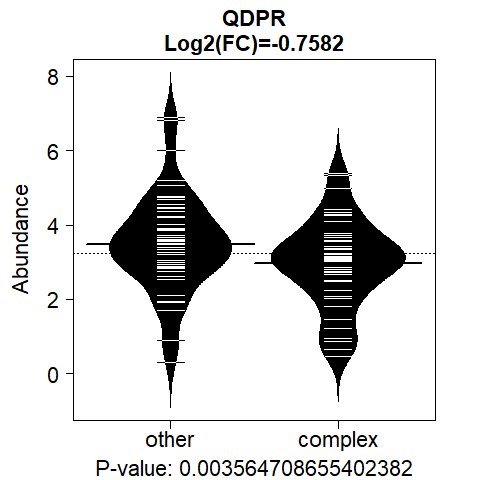 QDPR
Log2(FC)=-0.7582
Abundance
8
6
4
2
0
other complex
P-value: 0.003564708655402382